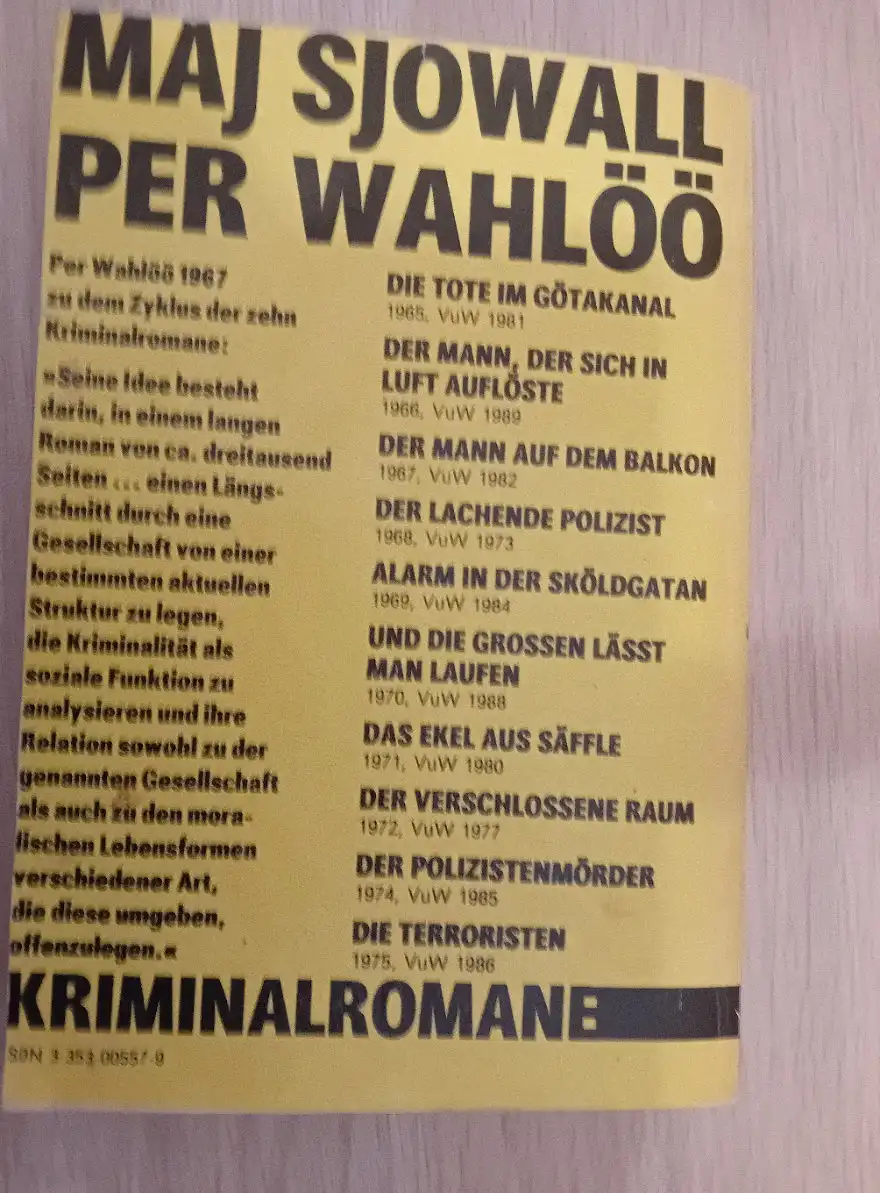 MAJ SJÖWALL
PER WAHLÖÖ
Per Wahlöö 1967
zu dem Zyklus der zehn
Kriminalromane:
»Seine Idee besteht
darin, in einem langen
Roman von ca. dreitausend
Seiten ... einen Längs-
schnitt durch eine
Gesellschaft von einer
bestimmten aktuellen
Struktur zu legen,
die Kriminalität als
soziale Funktion zu
analysieren und ihre
Relation sowohl zu der
genannten Gesellschaft
als auch zu den mora-
lischen Lebensformen
verschiedener Art,
die diese umgeben,
offenzulegen.«
DIE TOTE IM GÖTAKANAL
1965, VuW 1981
DER MANN, DER SICH IN
LUFT AUFLÖSTE
1966, VuW 1989
DER MANN AUF DEM BALKON
1967, VuW 1982
DER LACHENDE POLIZIST
1968, VuW 1973
ALARM IN DER SKÖLDGATAN
1969, VuW 1984
UND DIE GROSSEN LÄSST
MAN LAUFEN
1970, VuW 1988
DAS EKEL AUS SÄFFLE
1971, VuW 1980
DER VERSCHLOSSENE RAUM
1972, VuW 1977
DER POLIZISTENMÖRDER
1974, VuW 1985
DIE TERRORISTEN
1975, VuW 1986
KRIMINALROMANE
ISBN 3-353-00557-9